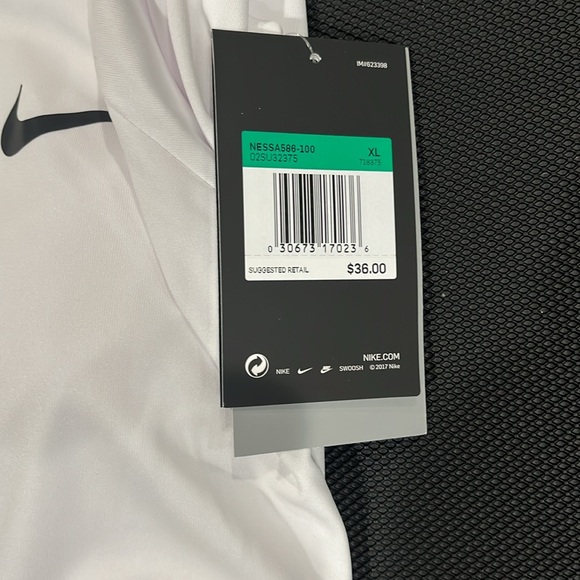 IM#623398
NESSA586-100 XL
02SU32375 718375
0 30673 17023 6
SUGGESTED RETAIL $36.00
NIKE.COM
NIKE SWOOSH © 2017 Nike